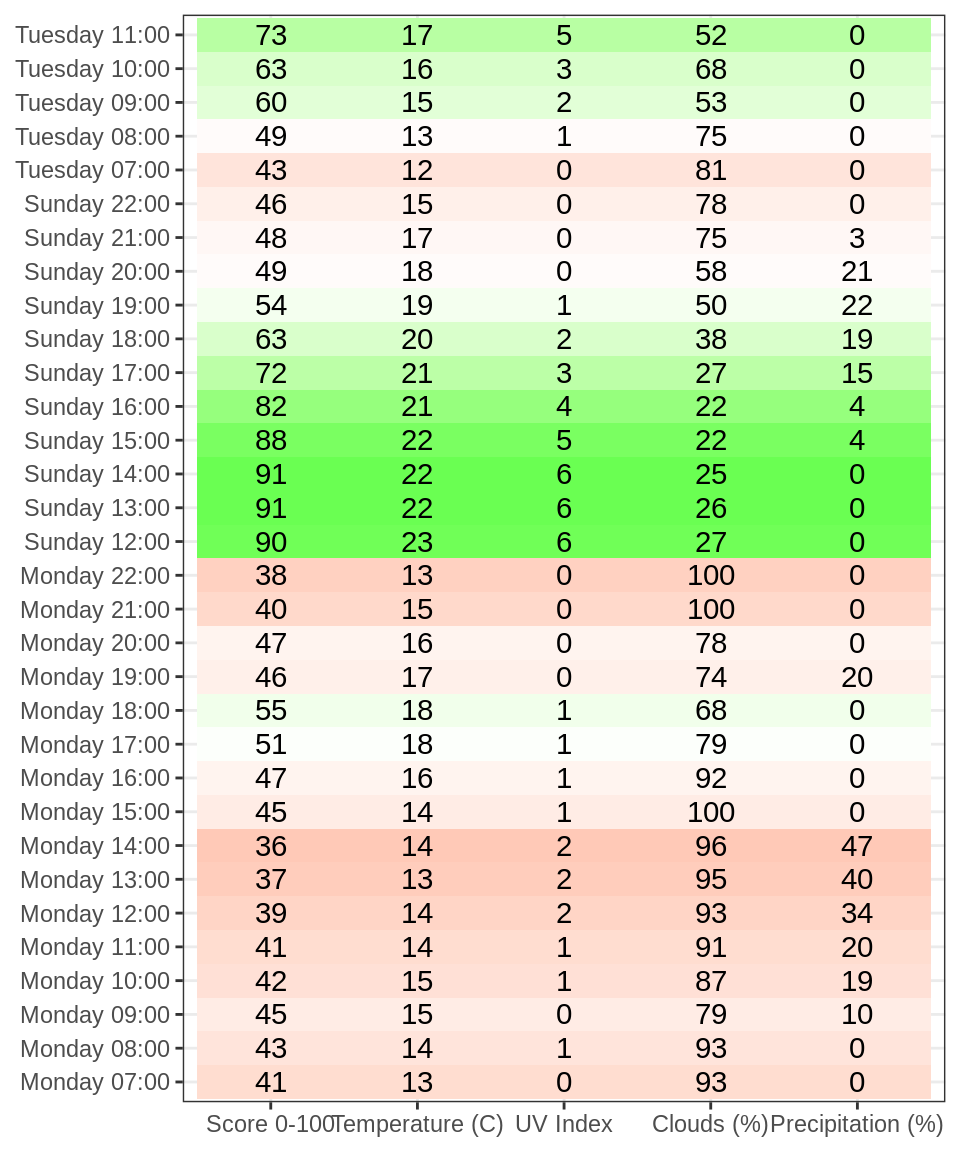 Tuesday 11:00 73 17 5 52 0
Tuesday 10:00 63 16 3 68 0
Tuesday 09:00 60 15 2 53 0
Tuesday 08:00 49 13 1 75 0
Tuesday 07:00 43 12 0 81 0
Sunday 22:00 46 15 0 78 0
Sunday 21:00 48 17 0 75 3
Sunday 20:00 49 18 0 58 21
Sunday 19:00 54 19 1 50 22
Sunday 18:00 63 20 2 38 19
Sunday 17:00 72 21 3 27 15
Sunday 16:00 82 21 4 22 4
Sunday 15:00 88 22 5 22 4
Sunday 14:00 91 22 6 25 0
Sunday 13:00 91 22 6 26 0
Sunday 12:00 90 23 6 27 0
Monday 22:00 38 13 0 100 0
Monday 21:00 40 15 0 100 0
Monday 20:00 47 16 0 78 0
Monday 19:00 46 17 0 74 20
Monday 18:00 55 18 1 68 0
Monday 17:00 51 18 1 79 0
Monday 16:00 47 16 1 92 0
Monday 15:00 45 14 1 100 0
Monday 14:00 36 14 2 96 47
Monday 13:00 37 13 2 95 40
Monday 12:00 39 14 2 93 34
Monday 11:00 41 14 1 91 20
Monday 10:00 42 15 1 87 19
Monday 09:00 45 15 0 79 10
Monday 08:00 43 14 1 93 0
Monday 07:00 41 13 0 93 0
Score 0-100 Temperature (C) UV Index Clouds (%) Precipitation (%)